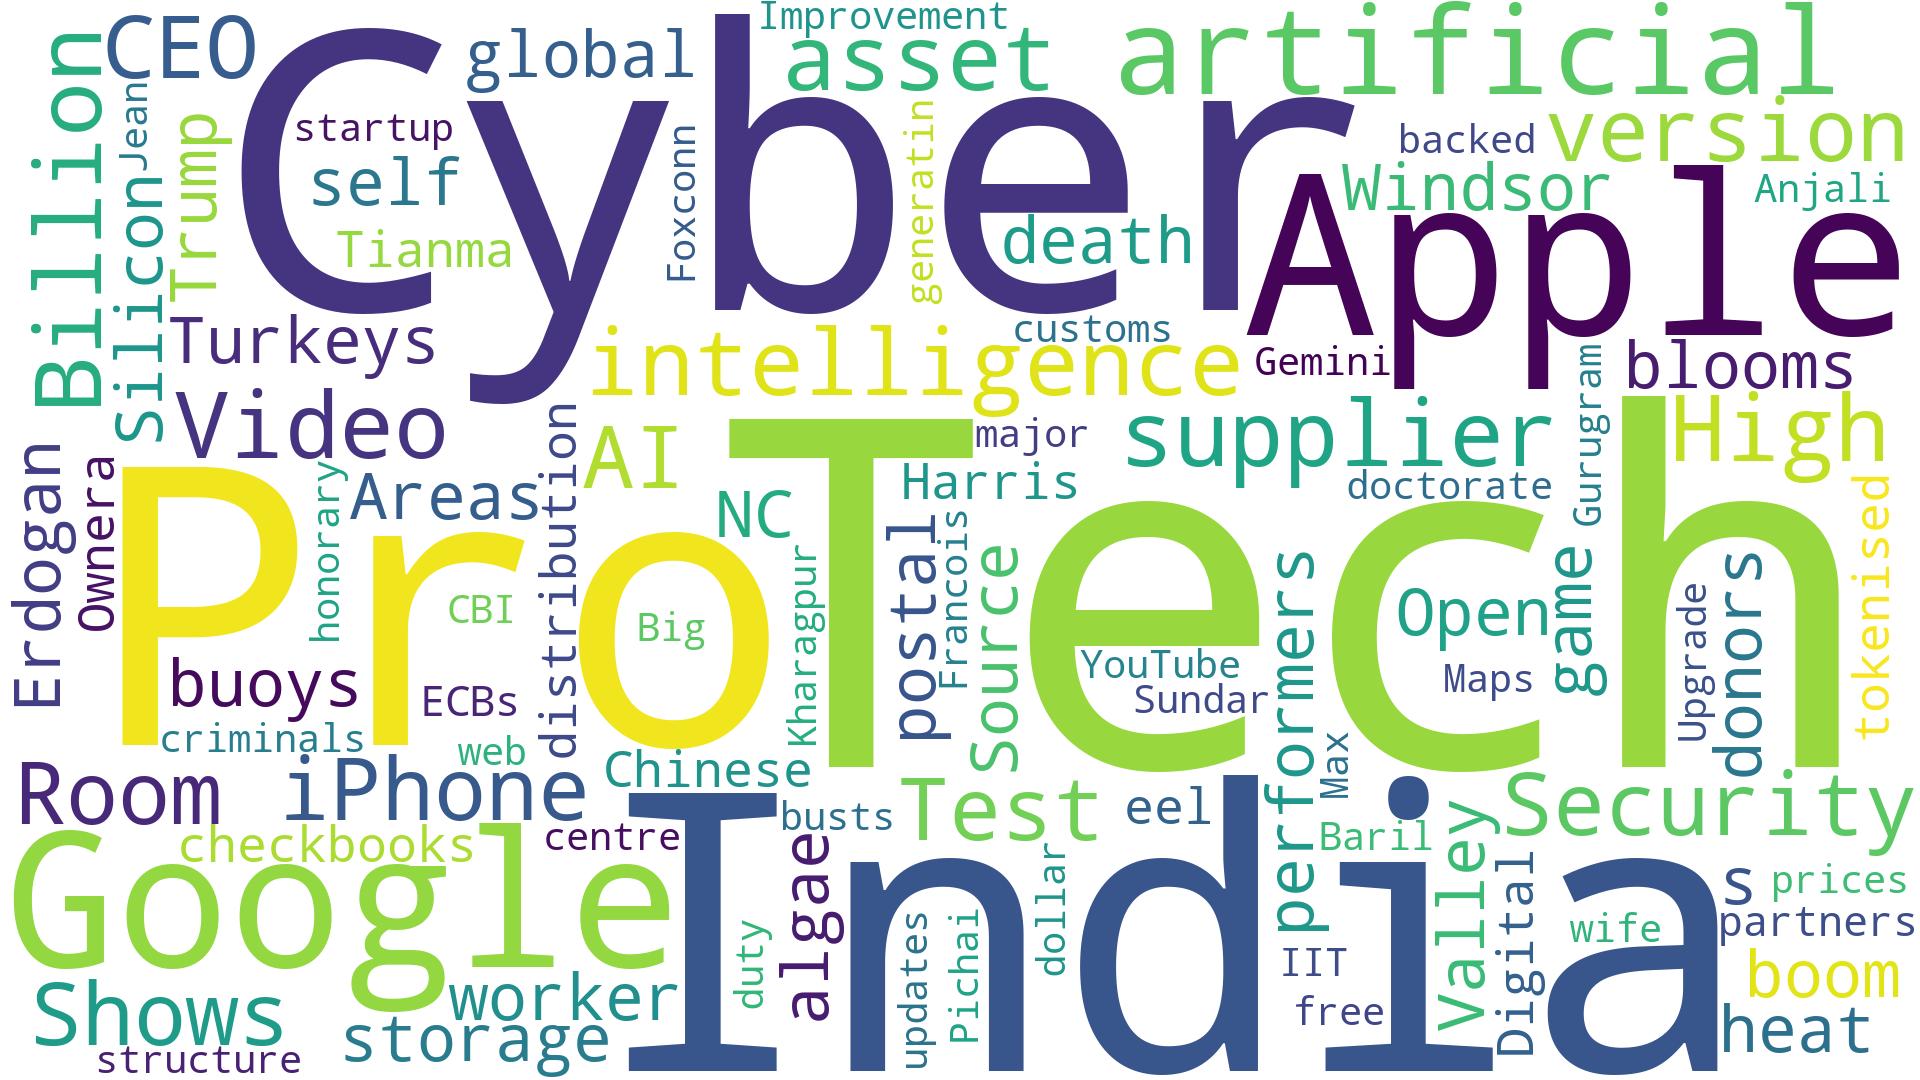 Improvement
CEO
Cyber
global
asset
artificial
Billion
Jean
startup
Trump
self
Tianma
Foxconn
generatin
death
backed
version
Windsor
Anjali
Apple
Silicon
Turkeys
intelligence
customs
Gemini
blooms
Video
AI
major
supplier
Gurugram
High
Erdogan
Ownera
honorary
Areas
distribution
NC
Harris
doctorate
tokenised
Pro
Tech
CBI
Big
Kharagpur
postal
Francois
Source
YouTube
Sundar
performers
Open
Maps
game
Upgrade
donors
buoys
ECBs
criminals
web
Room
iPhone
Chinese
Max
centre
busts
Test
eel
Baril
Security
checkbooks
Google
India
algae
dollar
Valley
Digital
s
prices
wife
partners
duty
updates
Pichai
IIT
free
boom
Shows
worker
storage
heat
structure